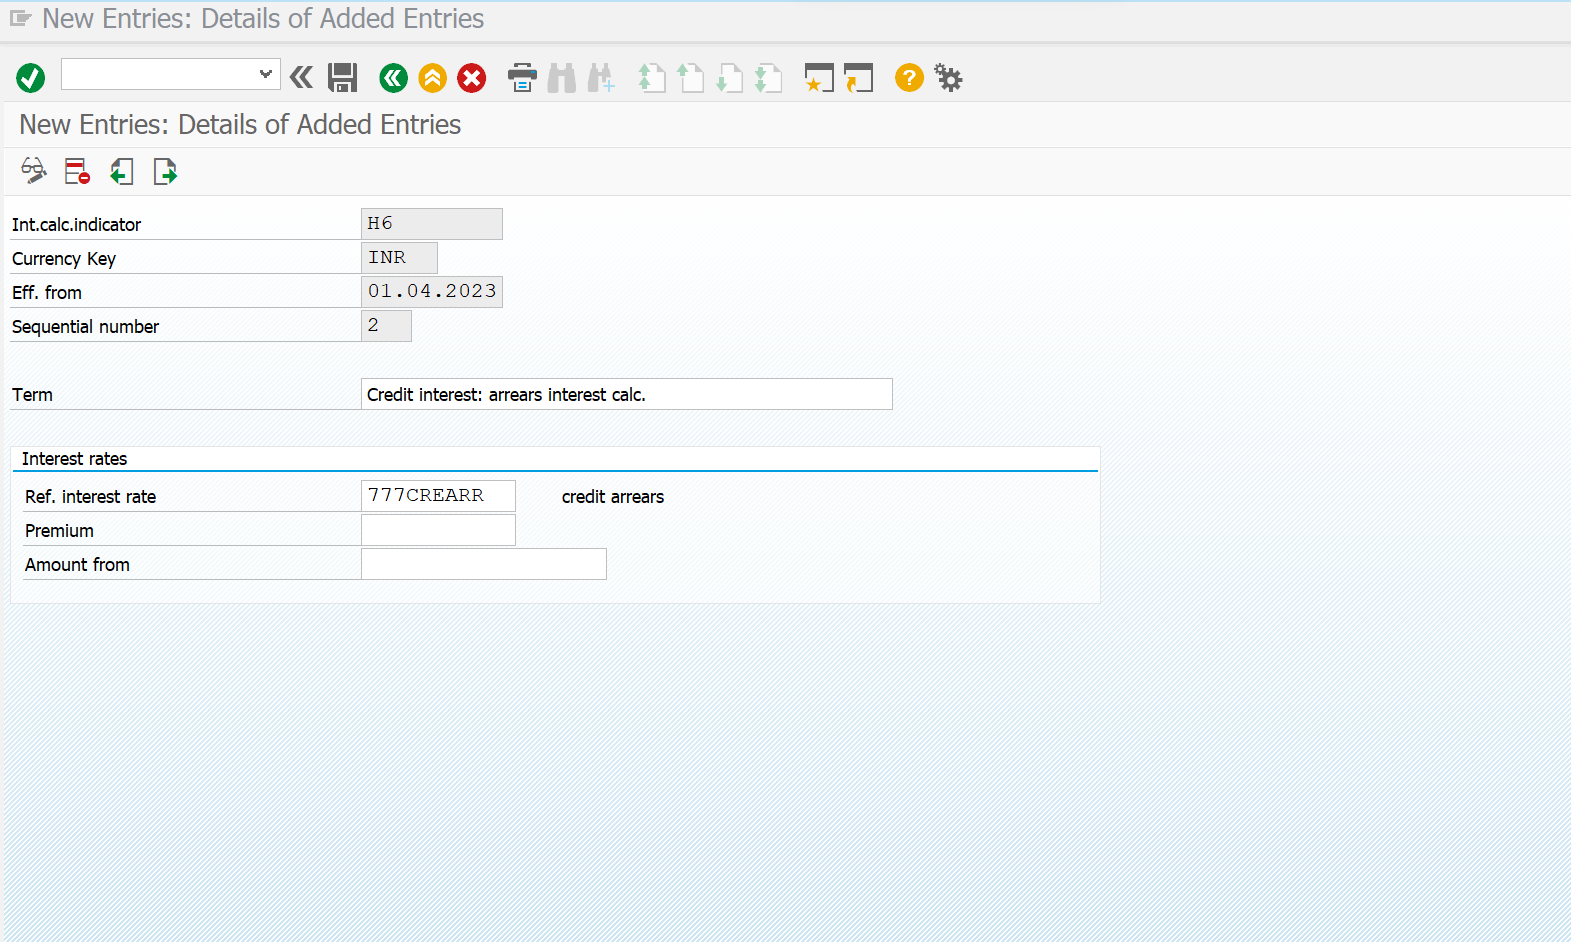 New Entries: Details of Added Entries
New Entries: Details of Added Entries
Int.calc.indicator H6
Currency Key INR
Eff. from 01.04.2023
Sequential number 2
Term Credit interest: arrears interest calc.
Interest rates
Ref. interest rate 777CREARR credit arrears
Premium
Amount from